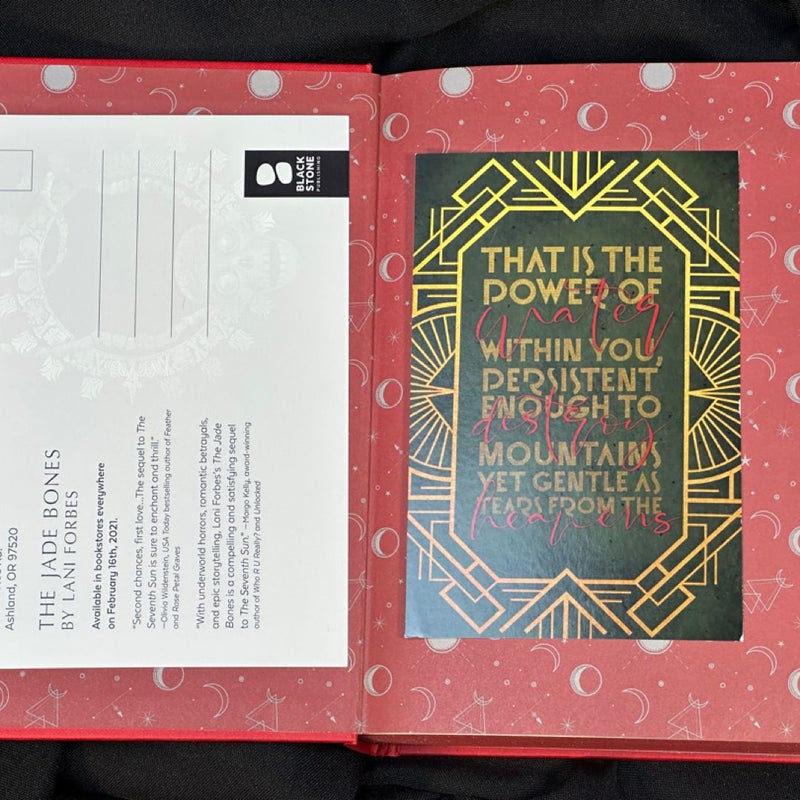 BLACK
STONE
PUBLISHING
Ashland, OR 97520
THE JADE BONES
BY LANI FORBES
Available in bookstores everywhere
on February 16th, 2021.
"Second chances, first love...The sequel to The
Seventh Sun is sure to enchant and thrill."
—Olivia Wildenstein, USA Today bestselling author of Feather
and Rose Petal Graves
"With underworld horrors, romantic betrayals,
and epic storytelling, Lani Forbes's The Jade
Bones is a compelling and satisfying sequel
to The Seventh Sun." —Margo Kelly, award-winning
author of Who R U Really? and Unlocked
THAT IS THE
POWER OF
water
WITHIN YOU,
PERSISTENT
ENOUGH TO
destroy
MOUNTAINS
YET GENTLE AS
TEARS FROM THE
heavens